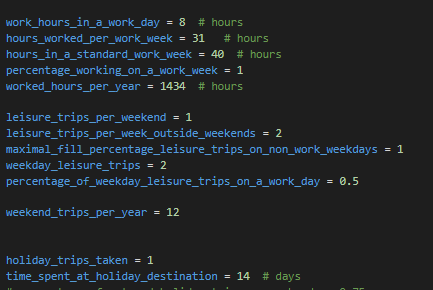 work_hours_in_a_work_day = 8  # hours
hours_worked_per_work_week = 31   # hours
hours_in_a_standard_work_week = 40  # hours
percentage_working_on_a_work_week = 1
worked_hours_per_year = 1434  # hours
leisure_trips_per_weekend = 1
leisure_trips_per_week_outside_weekends = 2
maximal_fill_percentage_leisure_trips_on_non_work_weekdays = 1
weekday_leisure_trips = 2
percentage_of_weekday_leisure_trips_on_a_work_day = 0.5
weekend_trips_per_year = 12
holiday_trips_taken = 1
time_spent_at_holiday_destination = 14  # days